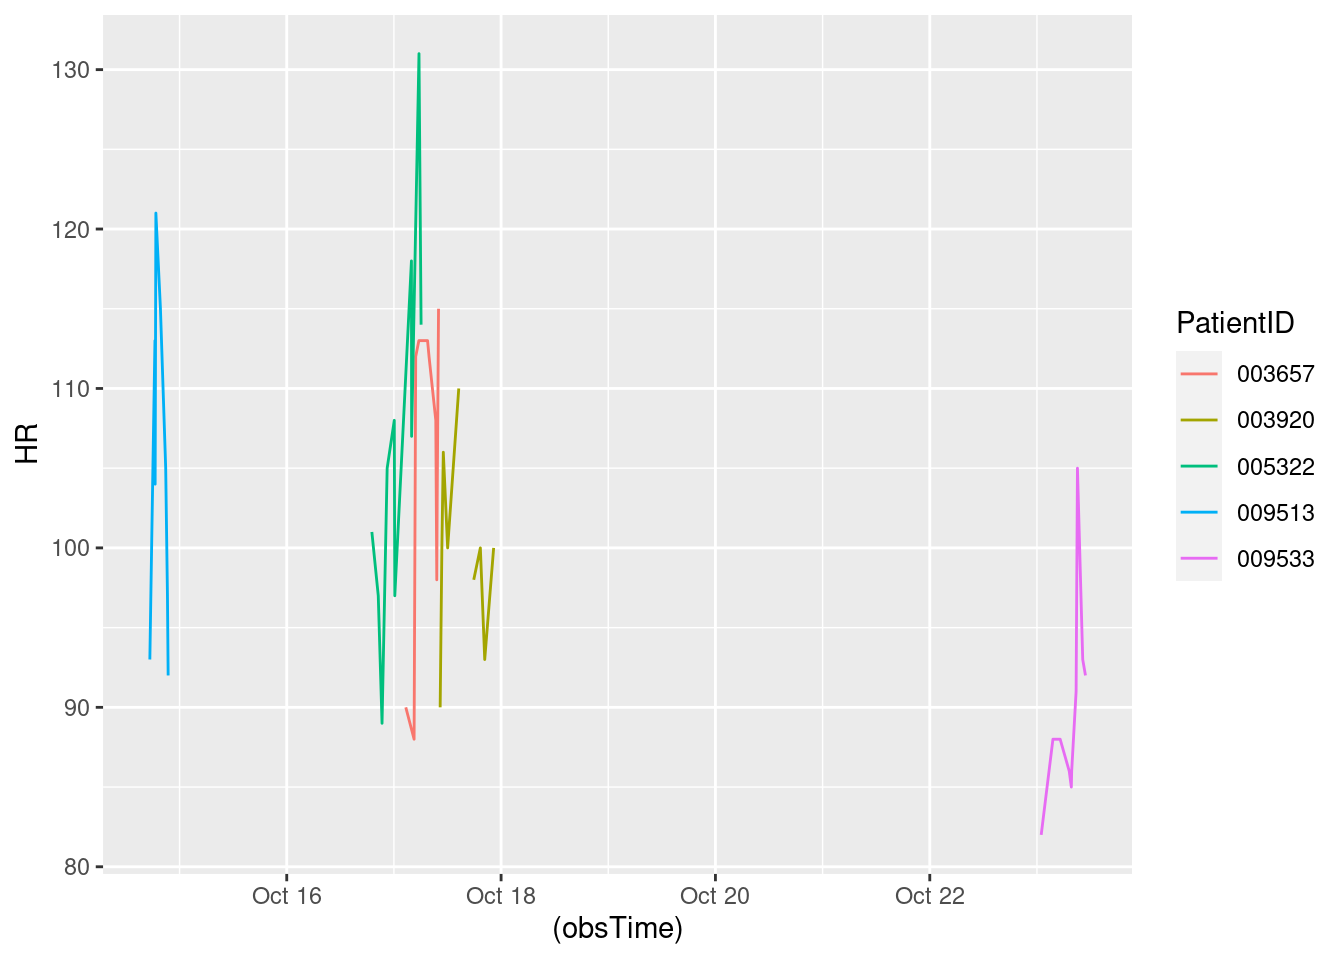 130
120
110
100
90
80
HR
Oct 16
Oct 18
Oct 20
Oct 22
(obsTime)
PatientID
003657
003920
005322
009513
009533